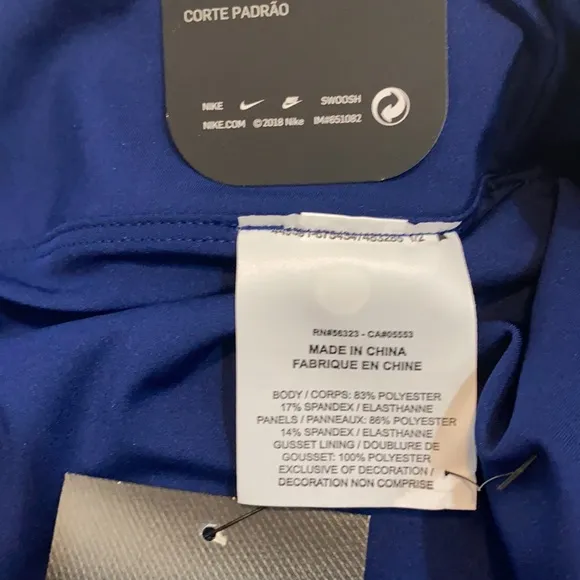 CORTE PADRÃO
NIKE SWOOSH
NIKE.COM ©2018 Nike IM#851082
RN#56323 - CA#05553
MADE IN CHINA
FABRIQUE EN CHINE
BODY / CORPS: 83% POLYESTER
17% SPANDEX / ELASTHANNE
PANELS / PANNEAUX: 86% POLYESTER
14% SPANDEX / ELASTHANNE
GUSSET LINING / DOUBLURE DE
GOUSSET: 100% POLYESTER
EXCLUSIVE OF DECORATION /
DECORATION NON COMPRISE